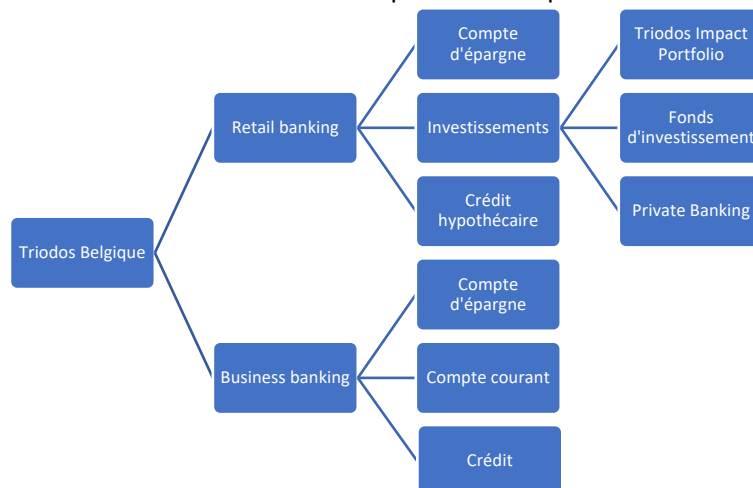 Compte
d'épargne
Triodos Impact
Portfolio
Retail banking
Investissements
Fonds
d'investissement
Crédit
hypothécaire
Private Banking
Triodos Belgique
Compte
d'épargne
Business banking
Compte courant
Crédit